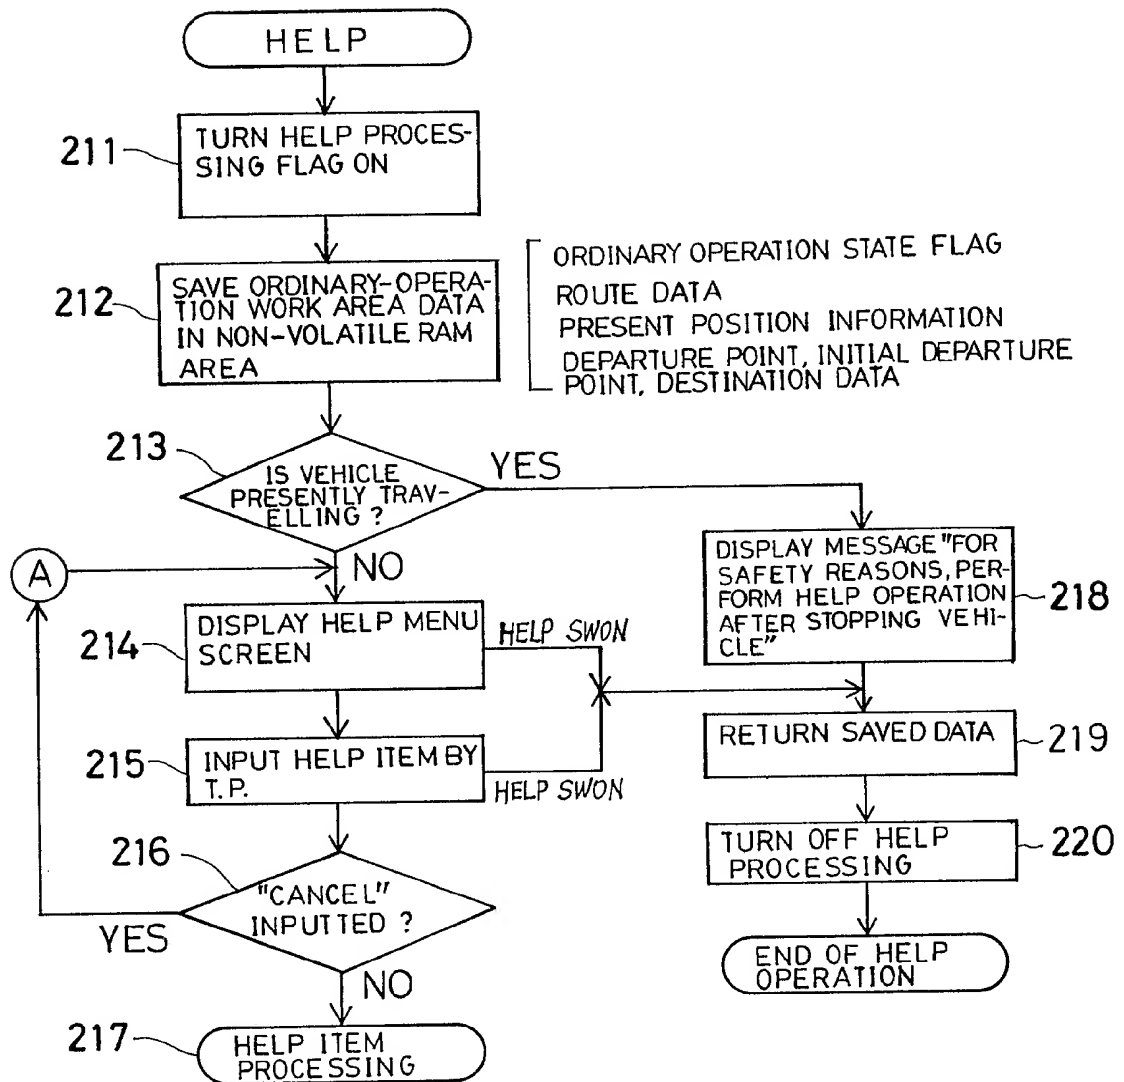 HELP
211
TURN HELP PROCES-
SING FLAG ON
212
SAVE ORDINARY-OPERA-
TION WORK AREA DATA
IN NON-VOLATILE RAM
AREA
ORDINARY OPERATION STATE FLAG
ROUTE DATA
PRESENT POSITION INFORMATION
DEPARTURE POINT, INITIAL DEPARTURE
POINT, DESTINATION DATA
213
IS VEHICLE
PRESENTLY TRAV-
ELLING ?
YES
NO
A
214
DISPLAY HELP MENU
SCREEN
HELP SWON
215
INPUT HELP ITEM BY
T.P.
HELP SWON
216
"CANCEL"
INPUTTED ?
YES
NO
217
HELP ITEM
PROCESSING
DISPLAY MESSAGE "FOR
SAFETY REASONS, PER-
FORM HELP OPERATION
AFTER STOPPING VEHI-
CLE"
218
RETURN SAVED DATA
219
TURN OFF HELP
PROCESSING
220
END OF HELP
OPERATION